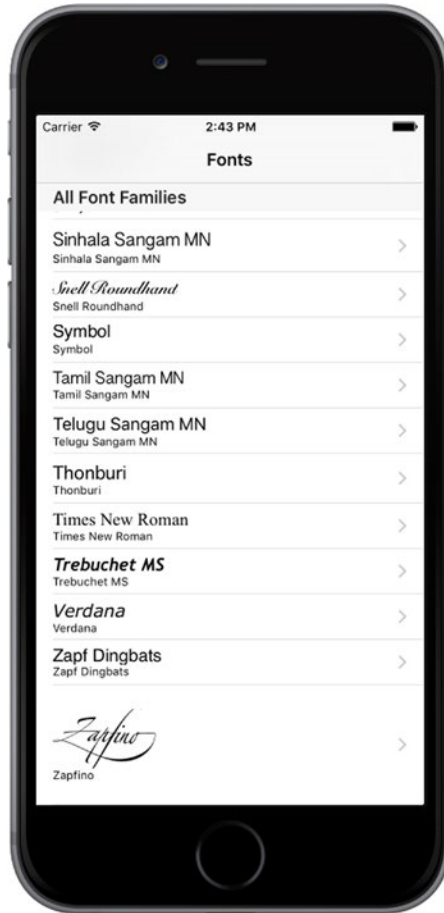 Carrier 2:43 PM
Fonts
All Font Families
Sinhala Sangam MN
Sinhala Sangam MN
Snell Roundhand
Snell Roundhand
Symbol
Symbol
Tamil Sangam MN
Tamil Sangam MN
Telugu Sangam MN
Telugu Sangam MN
Thonburi
Thonburi
Times New Roman
Times New Roman
Trebuchet MS
Trebuchet MS
Verdana
Verdana
Zapf Dingbats
Zapf Dingbats
Zapfino
Zapfino